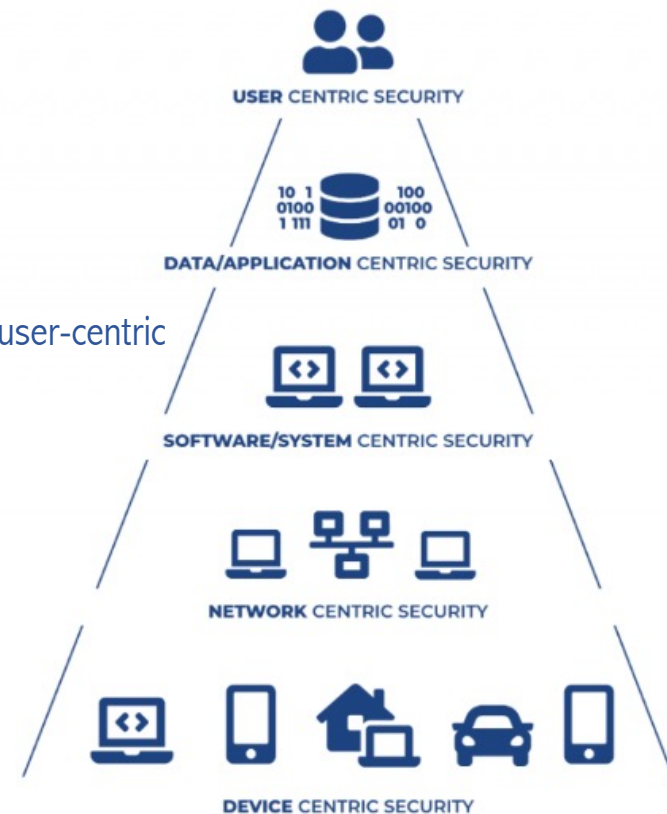 USER CENTRIC SECURITY
10 1
0100
1 111
100
00100
01 0
DATA/APPLICATION CENTRIC SECURITY
user-centric
SOFTWARE/SYSTEM CENTRIC SECURITY
NETWORK CENTRIC SECURITY
DEVICE CENTRIC SECURITY